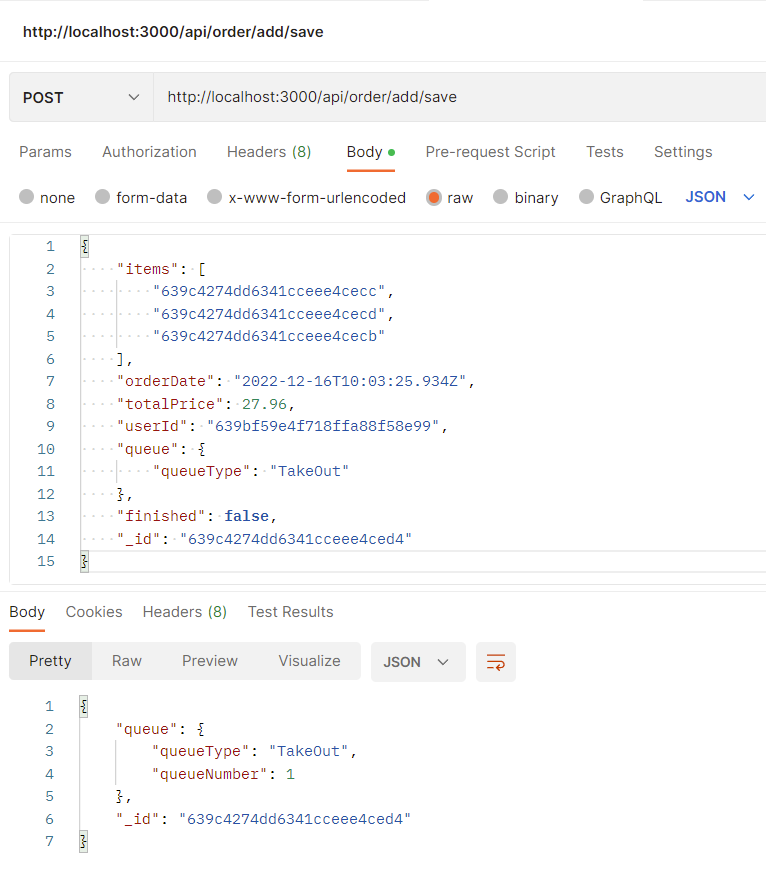 http://localhost:3000/api/order/add/save
POST http://localhost:3000/api/order/add/save
Params Authorization Headers (8) Body Pre-request Script Tests Settings
none form-data x-www-form-urlencoded raw binary GraphQL JSON
1 {
2 "items": [
3 "639c4274dd6341cceee4cecc",
4 "639c4274dd6341cceee4cecd",
5 "639c4274dd6341cceee4cecb"
6 ],
7 "orderDate": "2022-12-16T10:03:25.934Z",
8 "totalPrice": 27.96,
9 "userId": "639bf59e4f718ffa88f58e99",
10 "queue": {
11 "queueType": "TakeOut"
12 },
13 "finished": false,
14 "_id": "639c4274dd6341cceee4ced4"
15 }
Body Cookies Headers (8) Test Results
Pretty Raw Preview Visualize JSON
1 {
2 "queue": {
3 "queueType": "TakeOut",
4 "queueNumber": 1
5 },
6 "_id": "639c4274dd6341cceee4ced4"
7 }